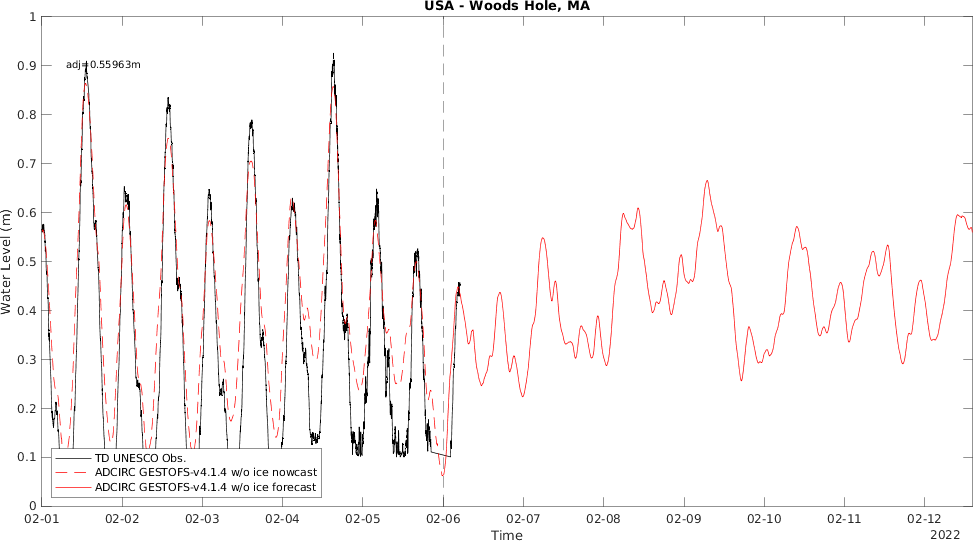 USA - Woods Hole, MA
adj=0.55963m
Water Level (m)
1
0.9
0.8
0.7
0.6
0.5
0.4
0.3
0.2
0.1
0
TD UNESCO Obs.
ADCIRC GESTOFS-v4.1.4 w/o ice nowcast
ADCIRC GESTOFS-v4.1.4 w/o ice forecast
02-01 02-02 02-03 02-04 02-05 02-06 02-07 02-08 02-09 02-10 02-11 02-12
Time
2022